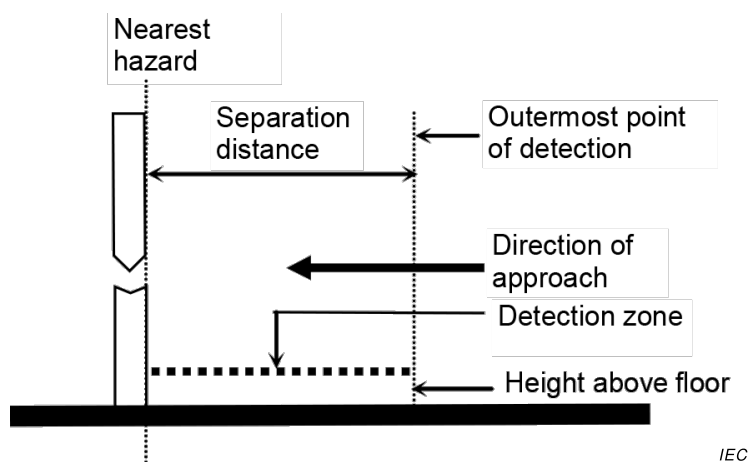 Nearest
hazard
Separation
distance
Outermost point
of detection
Direction of
approach
Detection zone
Height above floor
IEC